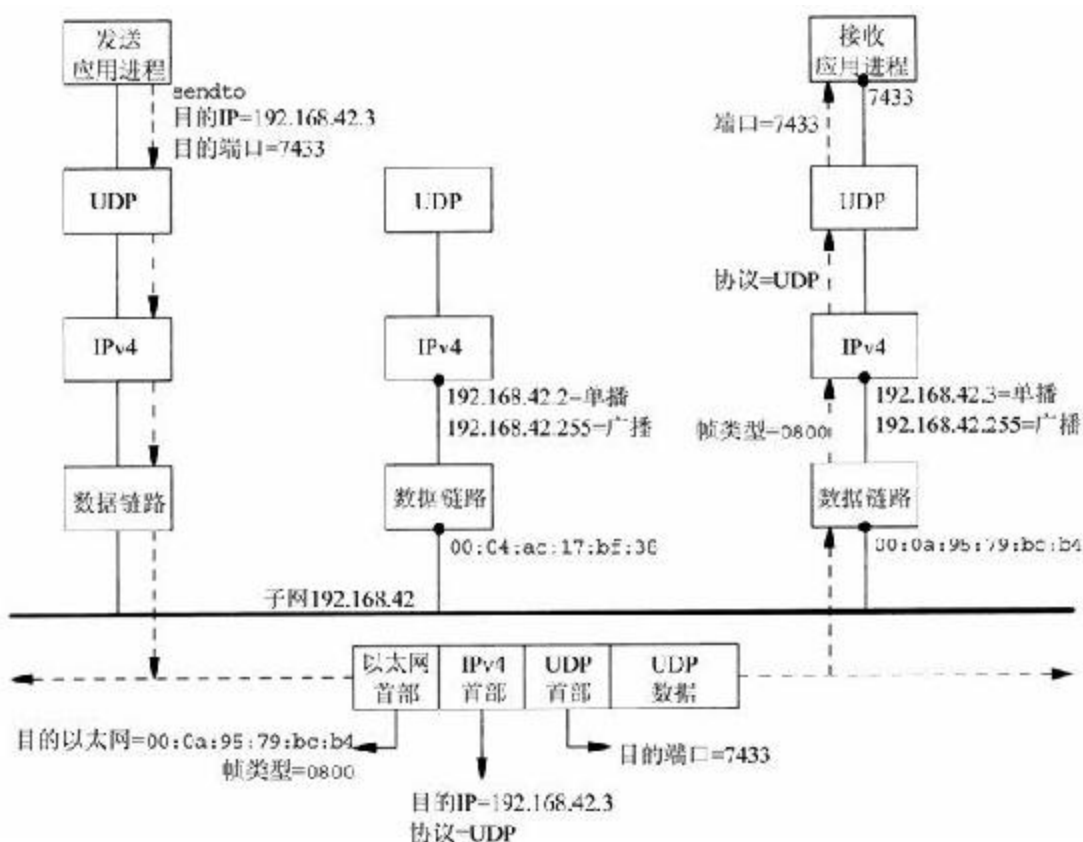 发送
应用进程
sendto
目的IP=192.168.42.3
目的端口=7433
接收
应用进程
7433
端口=7433
UDP
UDP
UDP
协议=UDP
IPv4
IPv4
IPv4
192.168.42.2=单播
192.168.42.255=广播
帧类型=0800
192.168.42.3=单播
192.168.42.255=广播
数据链路
数据链路
数据链路
00:04:ac:17:bf:38
00:0a:95:79:bc:b4
子网192.168.42
以太网
首部
IPv4
首部
UDP
首部
UDP
数据
目的以太网=00:0a:95:79:bc:b4
帧类型=0800
目的端口=7433
目的IP=192.168.42.3
协议=UDP